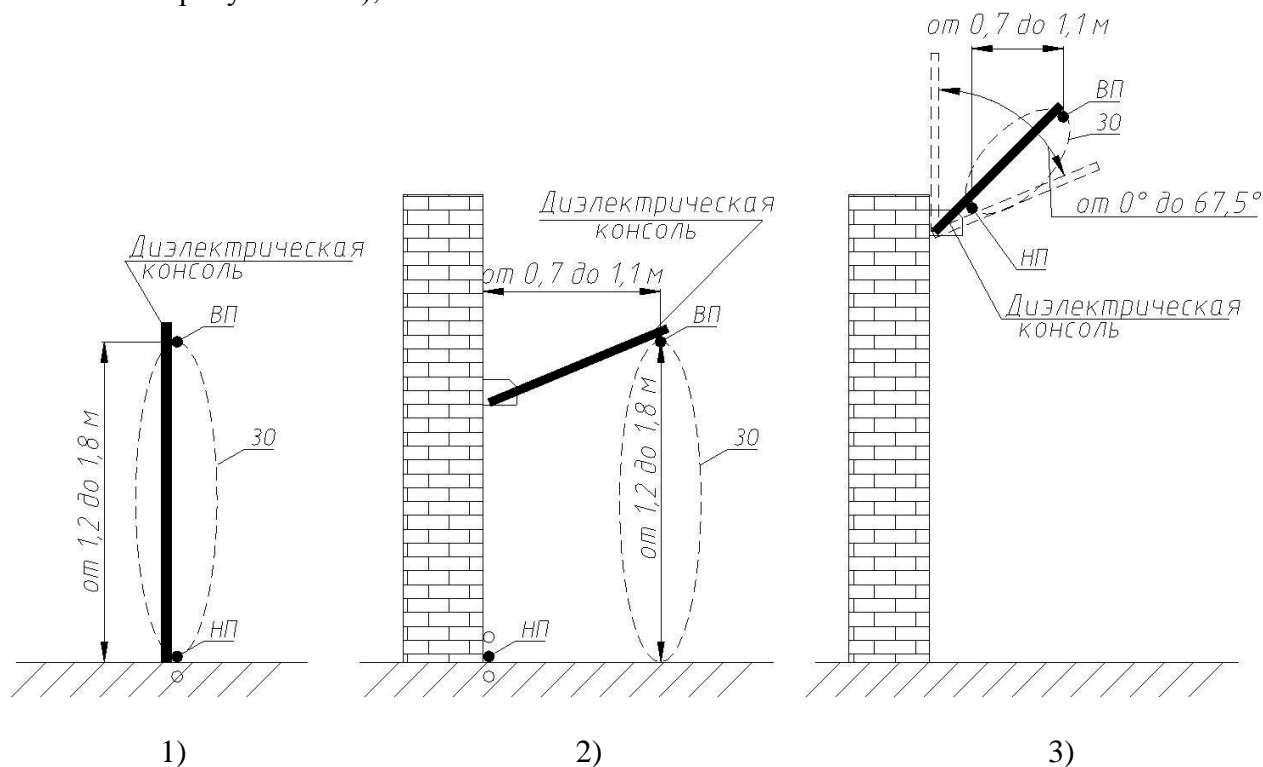 от 0,7 до 1,1 м
ВП
ЗО
от 0° до 67,5°
НП
Диэлектрическая
консоль
Диэлектрическая
консоль
от 0,7 до 1,1 м
ВП
от 1,2 до 1,8 м
ЗО
НП
Диэлектрическая
консоль
ВП
от 1,2 до 1,8 м
ЗО
НП
1)
2)
3)